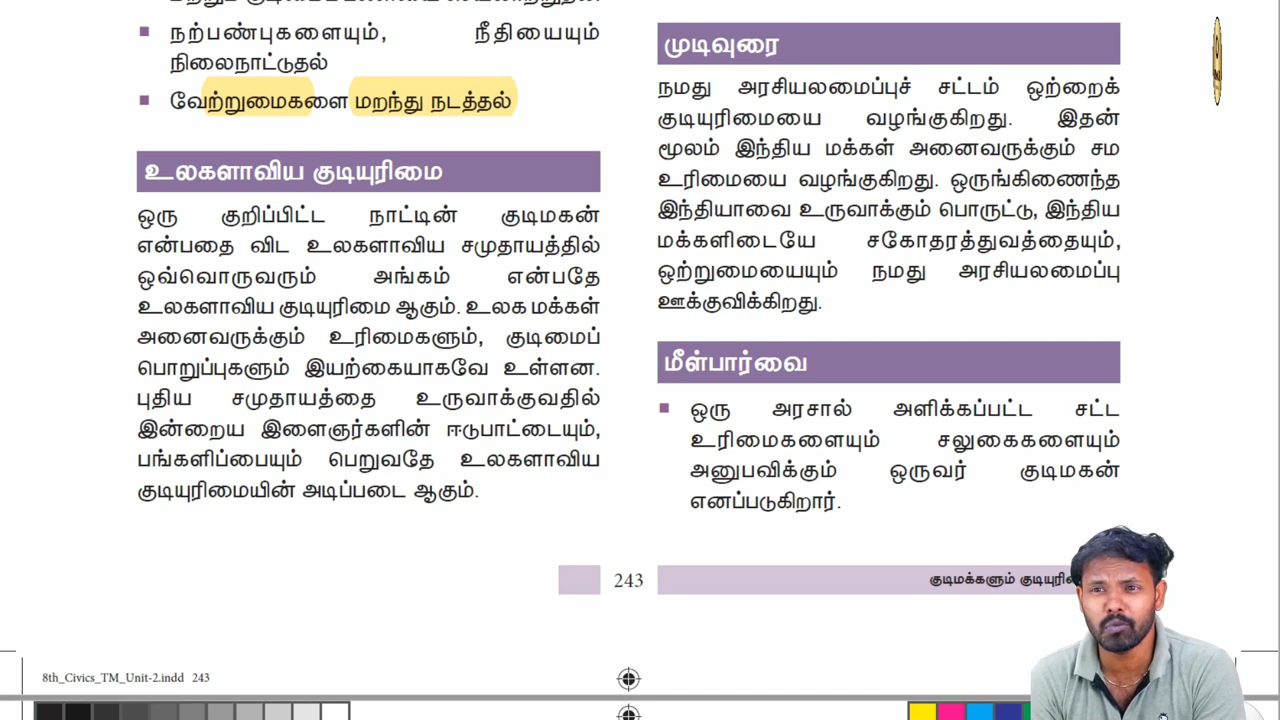 நற்பண்புகளையும், நீதியையும்
நிலைநாட்டுதல்
வேற்றுமைகளை மறந்து நடத்தல்
உலகளாவிய குடியுரிமை
ஒரு குறிப்பிட்ட நாட்டின் குடிமகன்
என்பதை விட உலகளாவிய சமுதாயத்தில்
ஒவ்வொருவரும் அங்கம் என்பதே
உலகளாவிய குடியுரிமை ஆகும். உலக மக்கள்
அனைவருக்கும் உரிமைகளும், குடிமைப்
பொறுப்புகளும் இயற்கையாகவே உள்ளன.
புதிய சமுதாயத்தை உருவாக்குவதில்
இன்றைய இளைஞர்களின் ஈடுபாட்டையும்,
பங்களிப்பையும் பெறுவதே உலகளாவிய
குடியுரிமையின் அடிப்படை ஆகும்.
முடிவுரை
நமது அரசியலமைப்புச் சட்டம் ஒற்றைக்
குடியுரிமையை வழங்குகிறது. இதன்
மூலம் இந்திய மக்கள் அனைவருக்கும் சம
உரிமையை வழங்குகிறது. ஒருங்கிணைந்த
இந்தியாவை உருவாக்கும் பொருட்டு, இந்திய
மக்களிடையே சகோதரத்துவத்தையும்,
ஒற்றுமையையும் நமது அரசியலமைப்பு
ஊக்குவிக்கிறது.
மீள்பார்வை
ஒரு அரசால் அளிக்கப்பட்ட சட்ட
உரிமைகளையும் சலுகைகளையும்
அனுபவிக்கும் ஒருவர் குடிமகன்
எனப்படுகிறார்.
243
குடிமக்களும்
8th_Civics_TM_Unit-2.indd 243